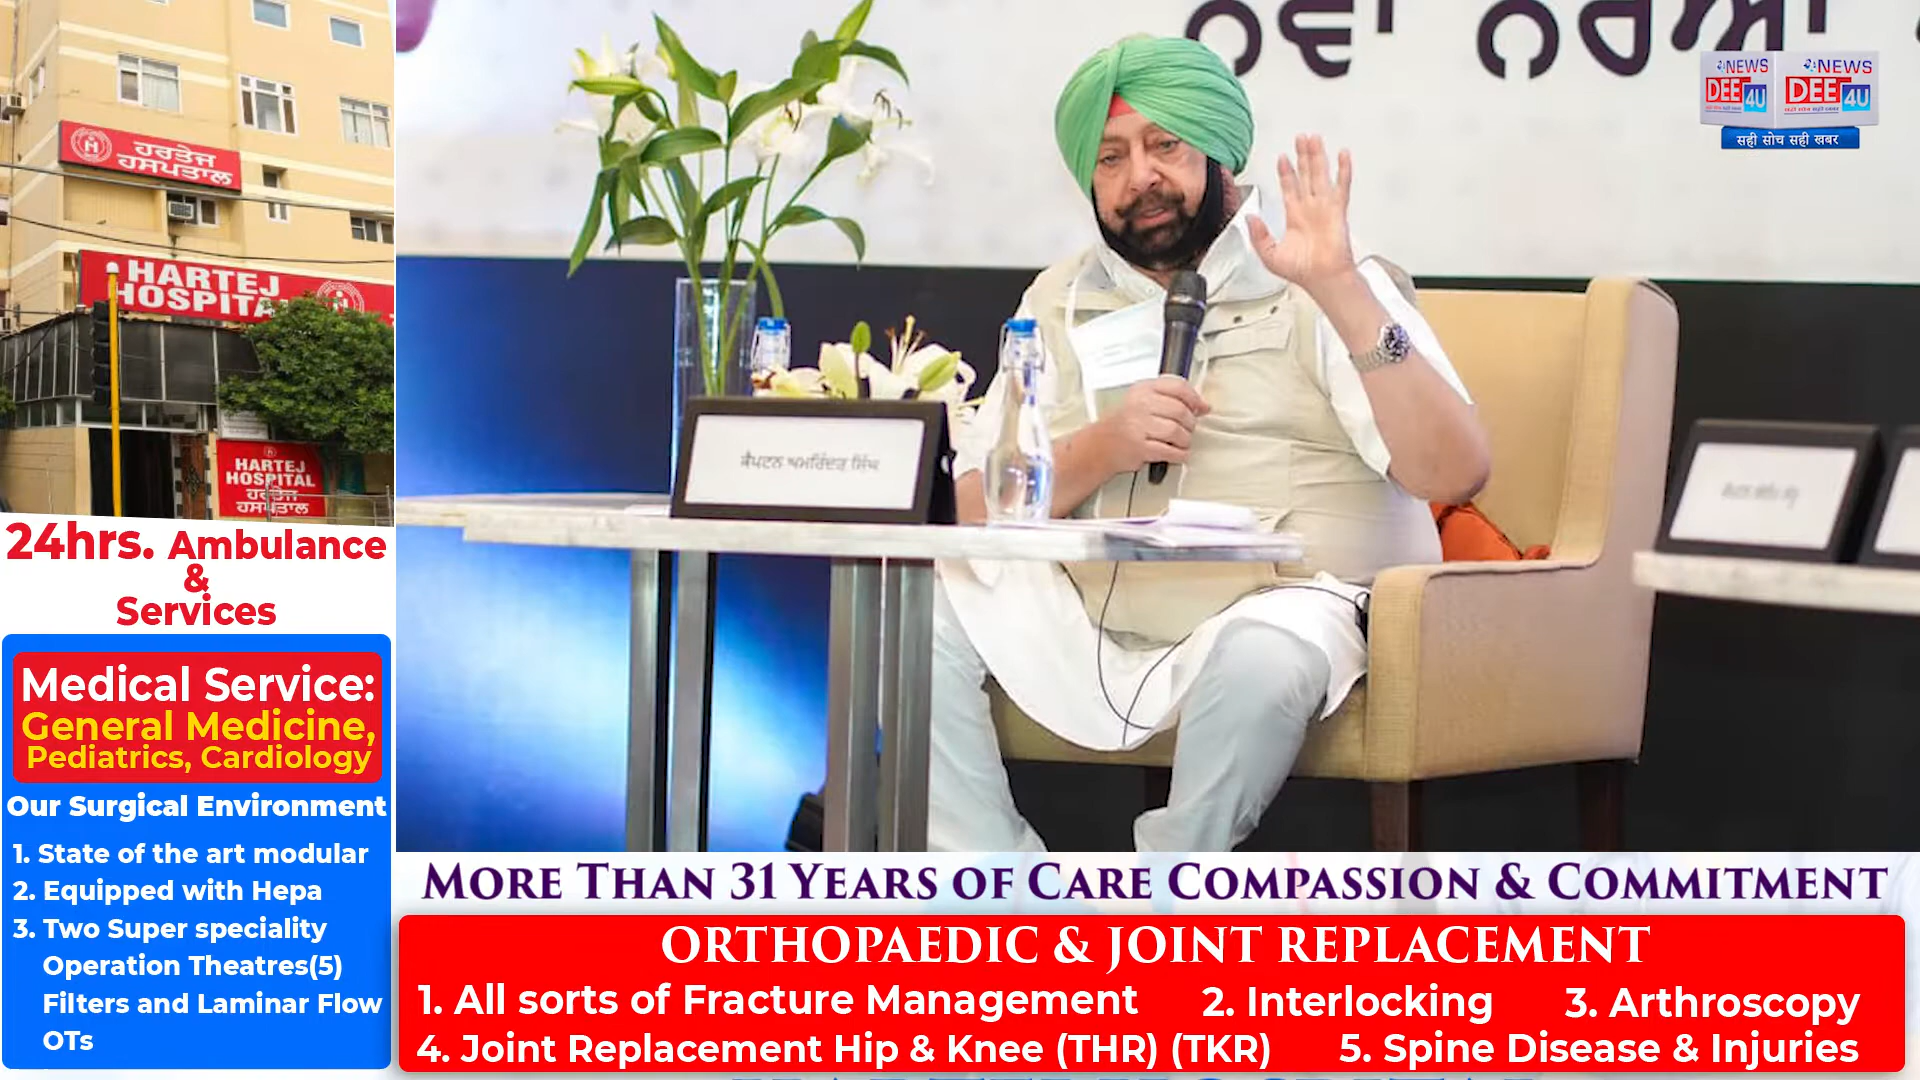 ਹਰਤੇਜ
ਹਸਪਤਾਲ
HARTEJ
HOSPITAL
HARTEJ
HOSPITAL
ਹਰਤੇਜ
ਹਸਪਤਾਲ
24hrs. Ambulance
&
Services
Medical Service:
General Medicine,
Pediatrics, Cardiology
Our Surgical Environment
1. State of the art modular
2. Equipped with Hepa
3. Two Super speciality
Operation Theatres(5)
Filters and Laminar Flow
OTs
ਨਵਾਂ ਨਰੋਆ
NEWS
DEE 4U
NEWS
DEE 4U
सही सोच सही खबर
ਕੈਪਟਨ ਅਮਰਿੰਦਰ ਸਿੰਘ
MORE THAN 31 YEARS OF CARE COMPASSION & COMMITMENT
ORTHOPAEDIC & JOINT REPLACEMENT
1. All sorts of Fracture Management 2. Interlocking 3. Arthroscopy
4. Joint Replacement Hip & Knee (THR) (TKR) 5. Spine Disease & Injuries